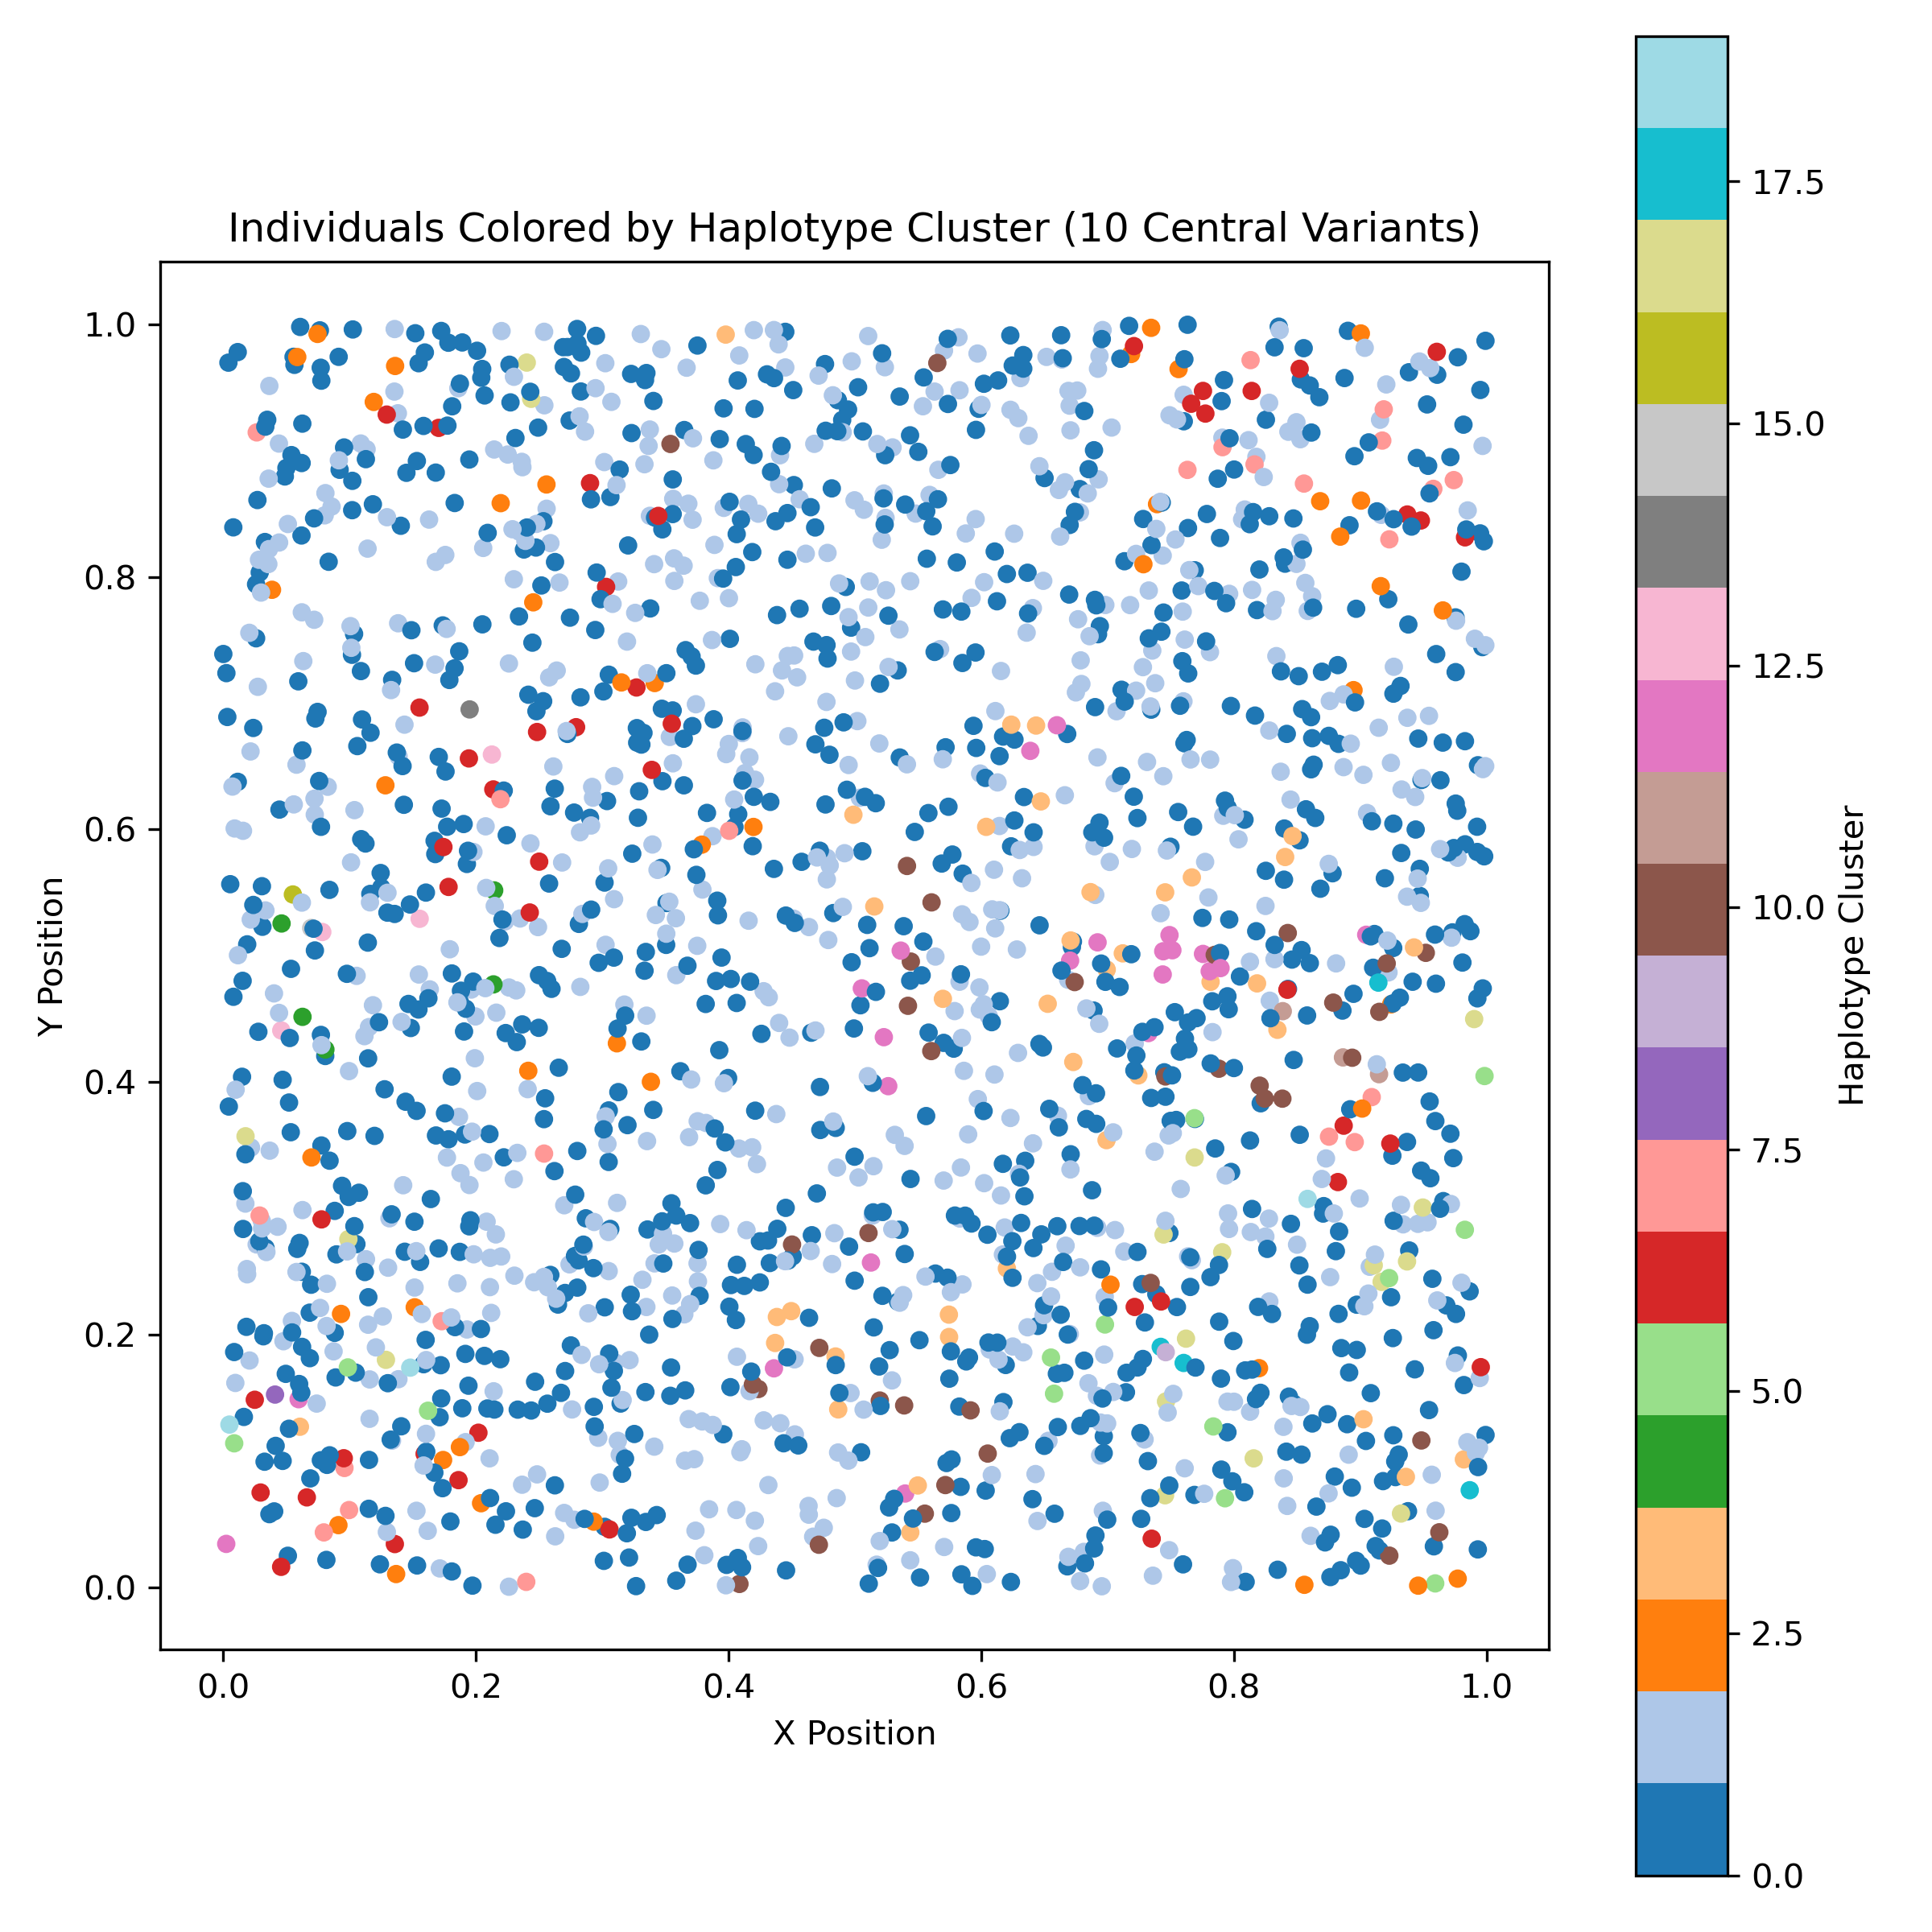 Individuals Colored by Haplotype Cluster (10 Central Variants)
1.0
0.8
0.6
0.4
0.2
0.0
Y Position
0.0 0.2 0.4 0.6 0.8 1.0
X Position
17.5
15.0
12.5
10.0
7.5
5.0
2.5
0.0
Haplotype Cluster